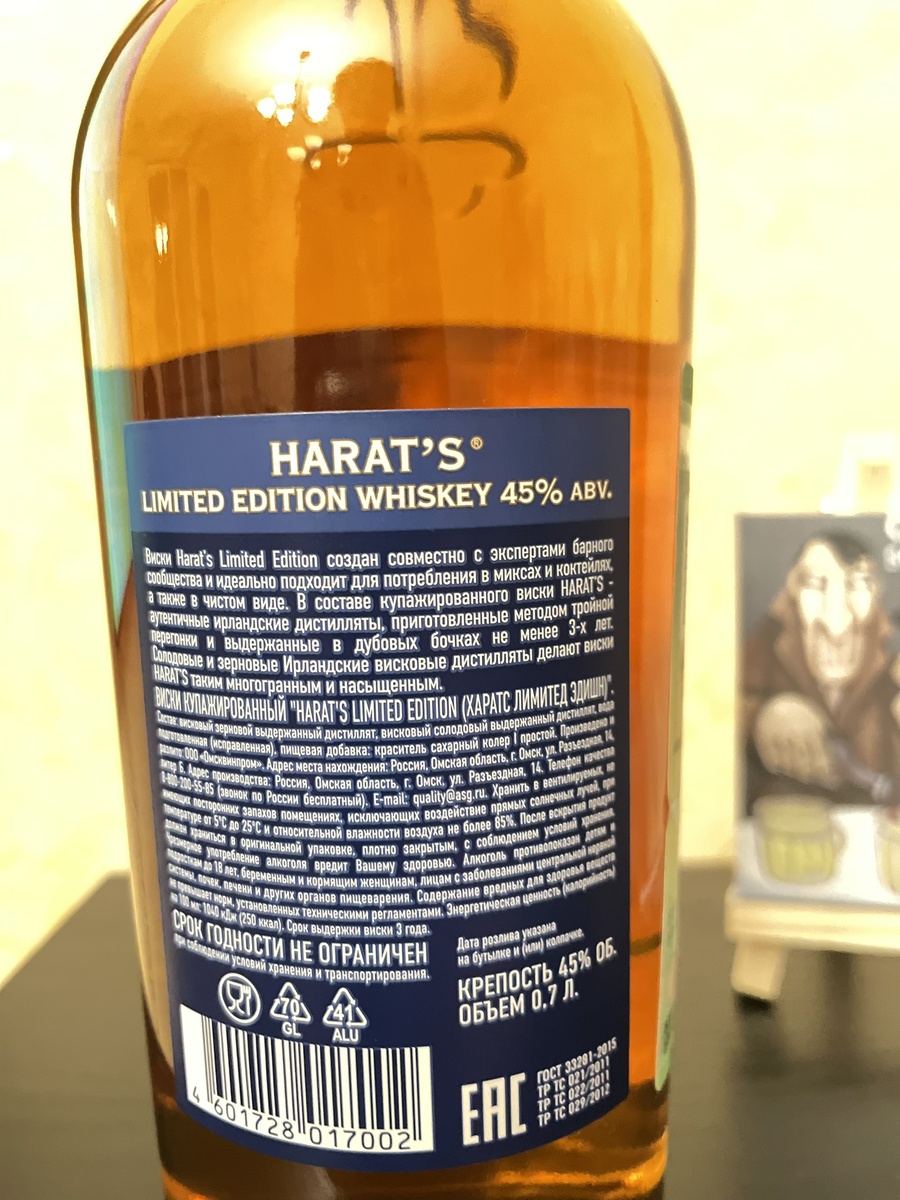 HARAT'S®
LIMITED EDITION WHISKEY 45% ABV.
Виски Harat's Limited Edition создан совместно с экспертами барного
сообщества и идеально подходит для потребления в миксах и коктейлях,
а также в чистом виде. В составе купажированного виски HARAT'S -
аутентичные ирландские дистилляты, приготовленные методом тройной
перегонки и выдержанные в дубовых бочках не менее 3-х лет.
Солодовые и зерновые Ирландские висковые дистилляты делают виски
HARAT'S таким многогранным и насыщенным.
ВИСКИ КУПАЖИРОВАННЫЙ "HARAT'S LIMITED EDITION (ХАРАТС ЛИМИТЕД ЭДИШН)".
Состав: висковый зерновой выдержанный дистиллят, висковый солодовый выдержанный дистиллят, вода
подготовленная (исправленная), пищевая добавка: краситель сахарный колер I простой. Произведено и
разлито: ООО «Омсквинпром». Адрес места нахождения: Россия, Омская область, г. Омск, ул. Разъездная, 14,
литер Б. Адрес производства: Россия, Омская область, г. Омск, ул. Разъездная, 14. Телефон качества
8-800-200-55-85 (звонок по России бесплатный). E-mail: quality@asg.ru. Хранить в вентилируемых, не
имеющих посторонних запахов помещениях, исключающих воздействие прямых солнечных лучей, при
температуре от 5°С до 25°С и относительной влажности воздуха не более 85%. После вскрытия продукт
должен храниться в оригинальной упаковке, плотно закрытым, с соблюдением условий хранения.
Чрезмерное употребление алкоголя вредит Вашему здоровью. Алкоголь противопоказан детям и
подросткам до 18 лет, беременным и кормящим женщинам, лицам с заболеваниями центральной нервной
системы, почек, печени и других органов пищеварения. Содержание вредных для здоровья веществ
не превышает норм, установленных техническими регламентами. Энергетическая ценность (калорийность)
на 100 мл: 1040 кДж (250 ккал). Срок выдержки виски 3 года.
СРОК ГОДНОСТИ НЕ ОГРАНИЧЕН
при соблюдении условий хранения и транспортирования.
Дата розлива указана
на бутылке и (или) колпачке.
КРЕПОСТЬ 45% ОБ.
ОБЪЕМ 0,7 Л.
70
GL
41
ALU
4 601728 017002
EAC
ГОСТ 33281-2015
ТР ТС 021/2011
ТР ТС 022/2011
ТР ТС 029/2012